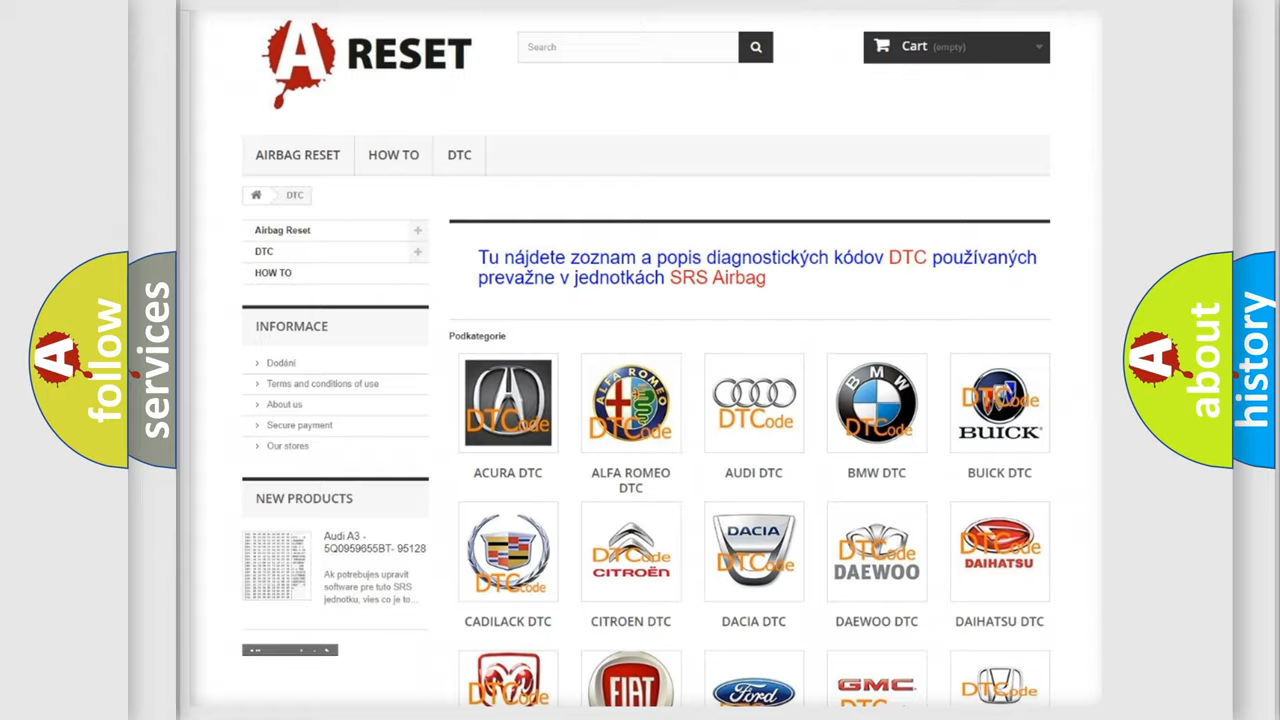 A RESET
Search
Cart (empty)
AIRBAG RESET
HOW TO
DTC
DTC
Airbag Reset
DTC
HOW TO
INFORMACE
Dodání
Terms and conditions of use
About us
Secure payment
Our stores
NEW PRODUCTS
Audi A3 -
5Q0959655BT- 95128
Ak potrebujes upravit
software pre tuto SRS
jednotku, vies co je to...
Tu nájdete zoznam a popis diagnostických kódov DTC používaných
prevažne v jednotkách SRS Airbag
Podkategorie
DTCode
ALFA ROMEO
DTCode
DTCode
BMW
DTCode
DTCode
BUICK
ACURA DTC
ALFA ROMEO
DTC
AUDI DTC
BMW DTC
BUICK DTC
DTCode
DTCode
CITROËN
DACIA
DTCode
DTCode
DAEWOO
DTCode
DAIHATSU
CADILACK DTC
CITROEN DTC
DACIA DTC
DAEWOO DTC
DAIHATSU DTC
DTCode
FIAT
Ford
GMC
DTCode
A
follow
services
A
about
history